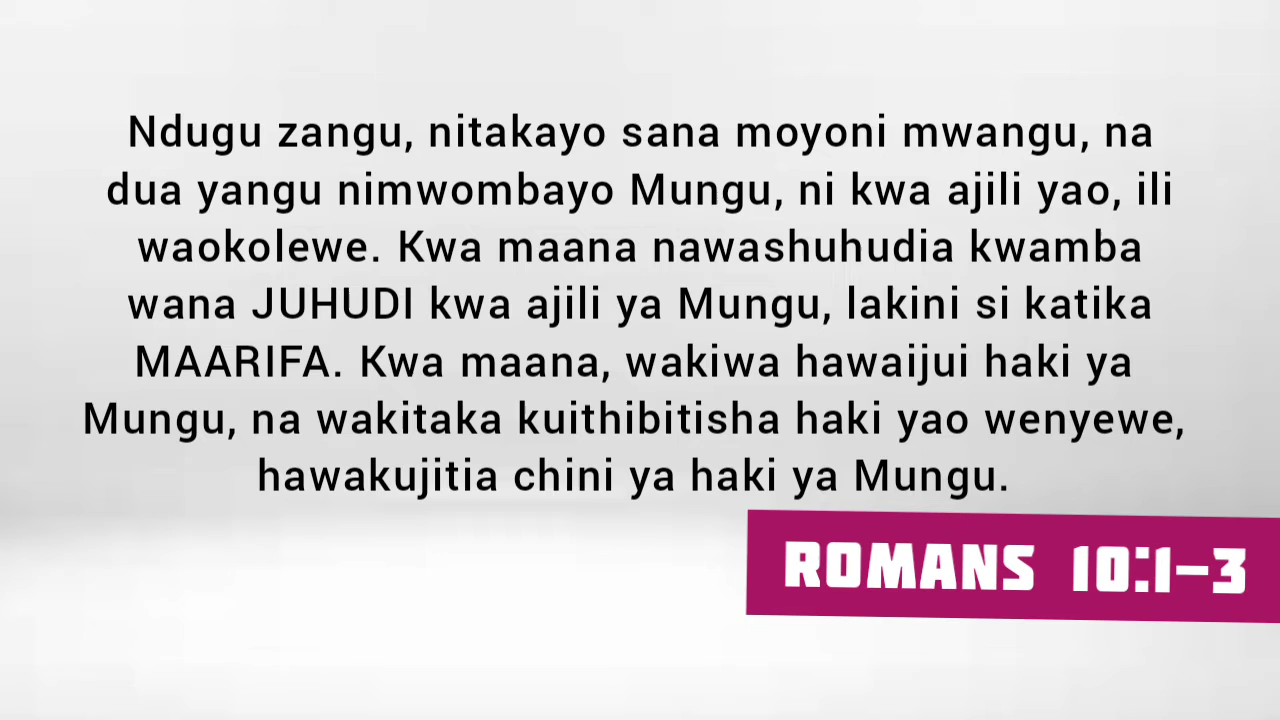 Ndugu zangu, nitakayo sana moyoni mwangu, na
dua yangu nimwombayo Mungu, ni kwa ajili yao, ili
waokolewe. Kwa maana nawashuhudia kwamba
wana JUHUDI kwa ajili ya Mungu, lakini si katika
MAARIFA. Kwa maana, wakiwa hawaijui haki ya
Mungu, na wakitaka kuithibitisha haki yao wenyewe,
hawakujitia chini ya haki ya Mungu.
ROMANS 10:1-3